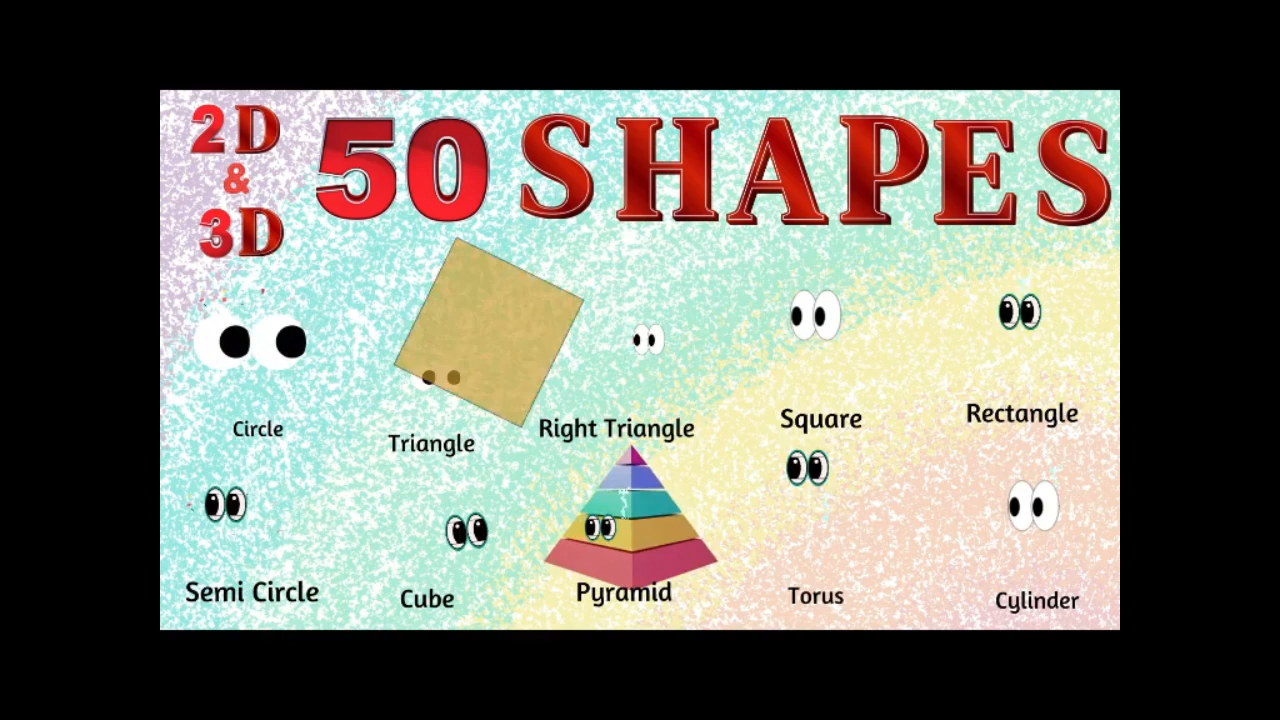 2D
&
3D
50 SHAPES
Circle
Triangle
Right Triangle
Square
Rectangle
Semi Circle
Cube
Pyramid
Torus
Cylinder